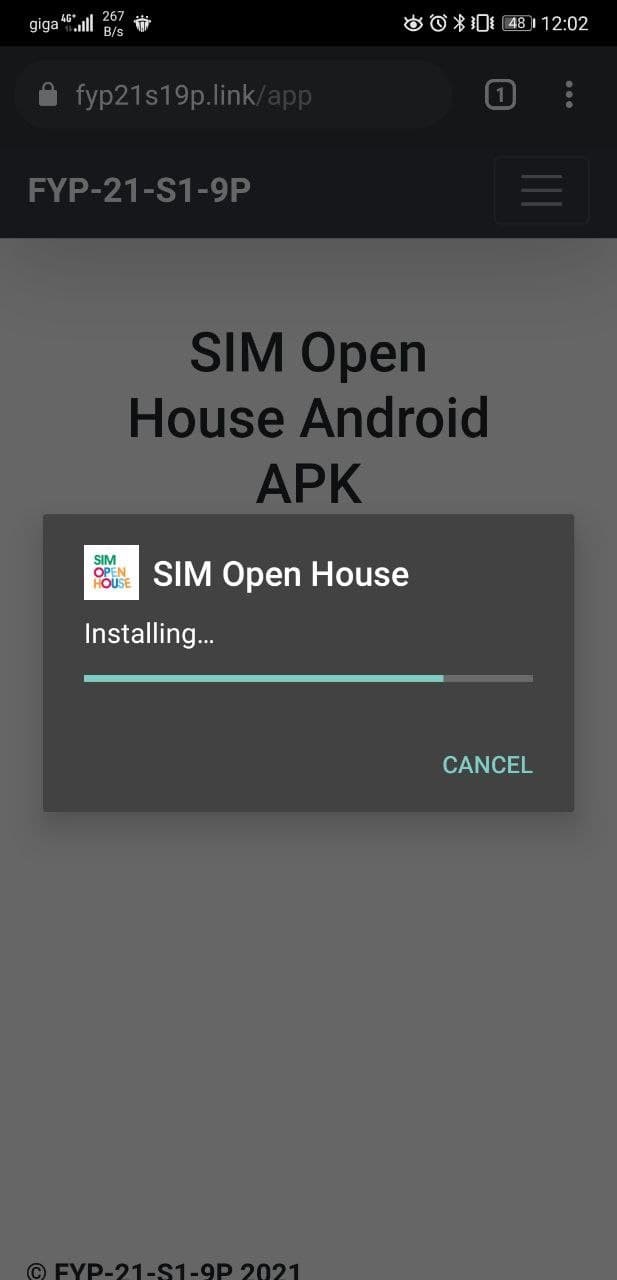 giga 4G+ 267 B/s 48 12:02
fyp21s19p.link/app 1
FYP-21-S1-9P
SIM Open
House Android
APK
SIM
OPEN
HOUSE
SIM Open House
Installing...
CANCEL
© FYP-21-S1-9P 2021